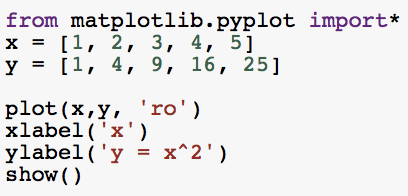 from matplotlib.pyplot import*
x = [1, 2, 3, 4, 5]
y = [1, 4, 9, 16, 25]
plot(x,y, 'ro')
xlabel('x')
ylabel('y = x^2')
show()